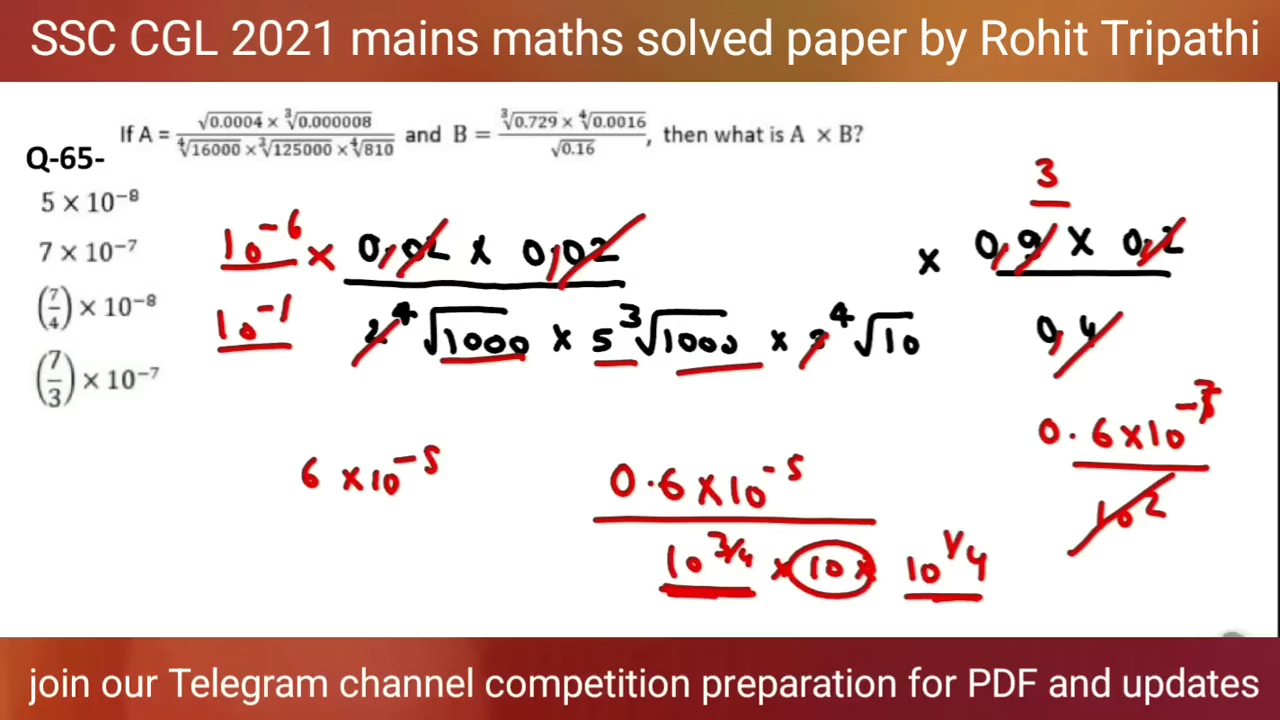 SSC CGL 2021 mains maths solved paper by Rohit Tripathi
If A = √0.0004 × ∛0.000008 / ∜16000 × ∛125000 × ∜810 and B = ∛0.729 × ∜0.0016 / √0.16, then what is A × B?
Q-65-
5 × 10⁻⁸
7 × 10⁻⁷
(7/4) × 10⁻⁸
(7/3) × 10⁻⁷
3
10⁻⁶ × 0.02 × 0.02 × 0.9 × 0.2
10⁻¹ 2 ∜1000 × 5 ∛1000 × 3 ∜10 0.4
6 × 10⁻⁵ 0.6 × 10⁻⁵ 0.6 × 10
10^3/4 × 10 × 10^1/4 10²
join our Telegram channel competition preparation for PDF and updates